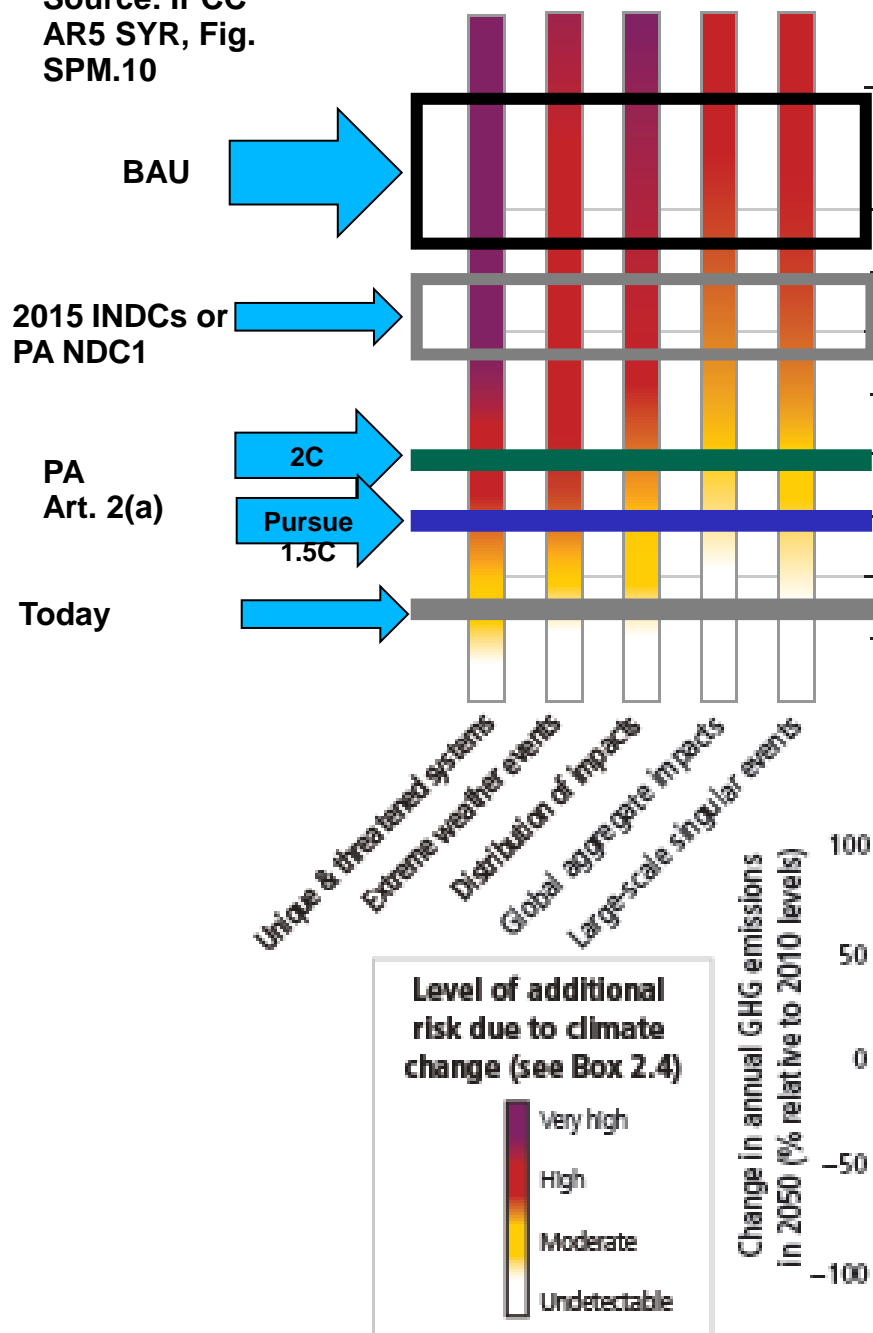 Source: IPCC
AR5 SYR, Fig.
SPM.10
BAU
2015 INDCs or
PA NDC1
PA
Art. 2(a)
2C
Pursue
1.5C
Today
Unique & threatened systems
Extreme weather events
Distribution of impacts
Global aggregate impacts
Large-scale singular events
Level of additional
risk due to climate
change (see Box 2.4)
Very high
High
Moderate
Undetectable
Change in annual GHG emissions
in 2050 (% relative to 2010 levels)
100
50
0
−50
−100